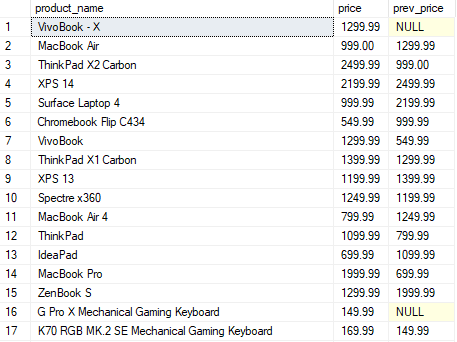 product_name price prev_price
1 VivoBook - X 1299.99 NULL
2 MacBook Air 999.00 1299.99
3 ThinkPad X2 Carbon 2499.99 999.00
4 XPS 14 2199.99 2499.99
5 Surface Laptop 4 999.99 2199.99
6 Chromebook Flip C434 549.99 999.99
7 VivoBook 1299.99 549.99
8 ThinkPad X1 Carbon 1399.99 1299.99
9 XPS 13 1199.99 1399.99
10 Spectre x360 1249.99 1199.99
11 MacBook Air 4 799.99 1249.99
12 ThinkPad 1099.99 799.99
13 IdeaPad 699.99 1099.99
14 MacBook Pro 1999.99 699.99
15 ZenBook S 1299.99 1999.99
16 G Pro X Mechanical Gaming Keyboard 149.99 NULL
17 K70 RGB MK.2 SE Mechanical Gaming Keyboard 169.99 149.99